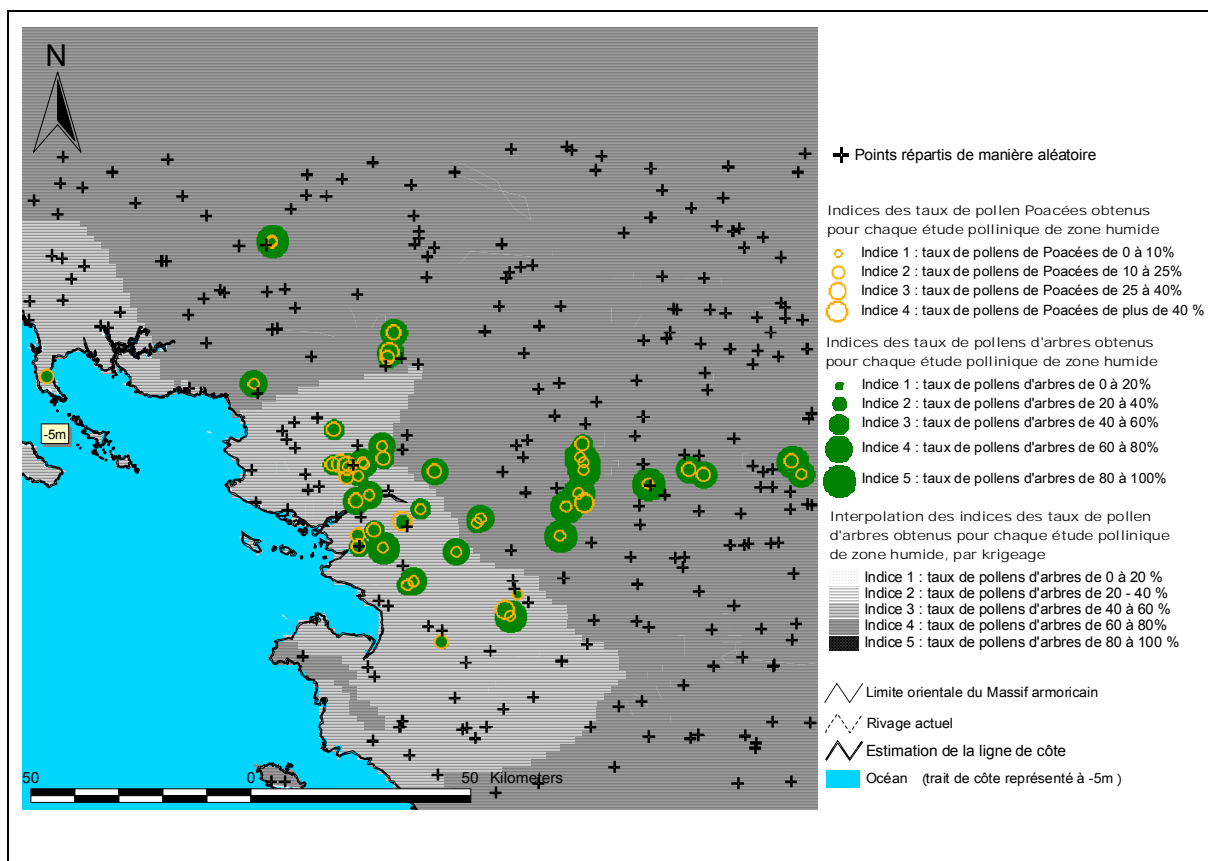 N
-5m
50
0
50 Kilometers
Points répartis de manière aléatoire
Indices des taux de pollen Poacées obtenus
pour chaque étude pollinique de zone humide
Indice 1 : taux de pollens de Poacées de 0 à 10%
Indice 2 : taux de pollens de Poacées de 10 à 25%
Indice 3 : taux de pollens de Poacées de 25 à 40%
Indice 4 : taux de pollens de Poacées de plus de 40 %
Indices des taux de pollens d'arbres obtenus
pour chaque étude pollinique de zone humide
Indice 1 : taux de pollens d'arbres de 0 à 20%
Indice 2 : taux de pollens d'arbres de 20 à 40%
Indice 3 : taux de pollens d'arbres de 40 à 60%
Indice 4 : taux de pollens d'arbres de 60 à 80%
Indice 5 : taux de pollens d'arbres de 80 à 100%
Interpolation des indices des taux de pollen
d'arbres obtenus pour chaque étude pollinique
de zone humide, par krigeage
Indice 1 : taux de pollens d'arbres de 0 à 20 %
Indice 2 : taux de pollens d'arbres de 20 - 40 %
Indice 3 : taux de pollens d'arbres de 40 à 60 %
Indice 4 : taux de pollens d'arbres de 60 à 80%
Indice 5 : taux de pollens d'arbres de 80 à 100 %
Limite orientale du Massif armoricain
Rivage actuel
Estimation de la ligne de côte
Océan (trait de côte représenté à -5m )